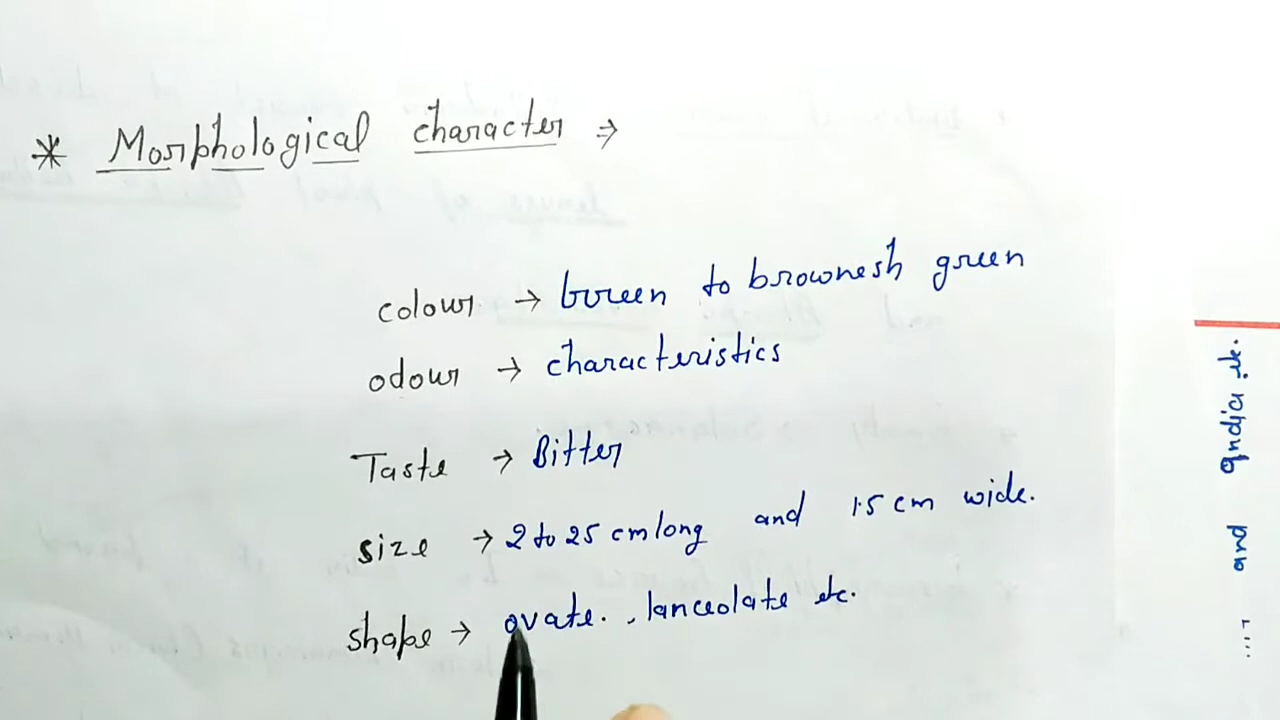 * Morphological character ⇒
colour → Green to brownesh green
odour → characteristics
Taste → Bitter
size → 2 to 25 cm long and 1.5 cm wide.
shape → ovate. , lanceolate etc.
and india etc.